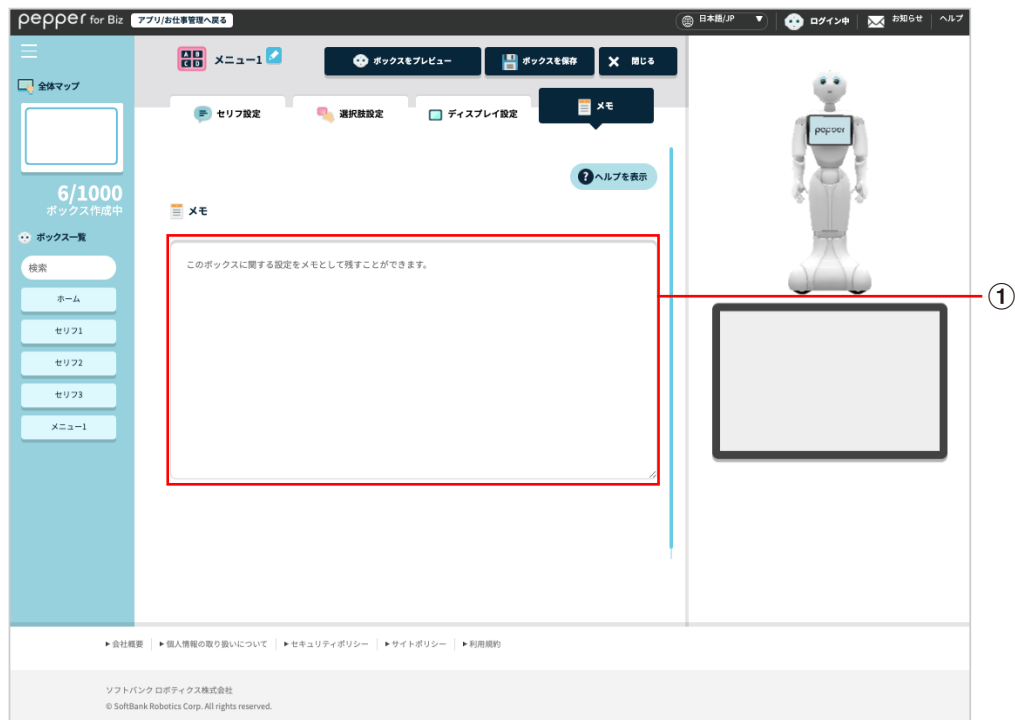 pepper for Biz アプリ/お仕事管理へ戻る 日本語/JP ▼ ログイン中 お知らせ ヘルプ
全体マップ
6/1000
ボックス作成中
ボックス一覧
検索
ホーム
セリフ1
セリフ2
セリフ3
メニュー1
A B C D メニュー1 ボックスをプレビュー ボックスを保存 X 閉じる
セリフ設定 選択肢設定 ディスプレイ設定 メモ
? ヘルプを表示
メモ
このボックスに関する設定をメモとして残すことができます。
pepper
①
▶会社概要 ▶個人情報の取り扱いについて ▶セキュリティポリシー ▶サイトポリシー ▶利用規約
ソフトバンク ロボティクス株式会社
© SoftBank Robotics Corp. All rights reserved.